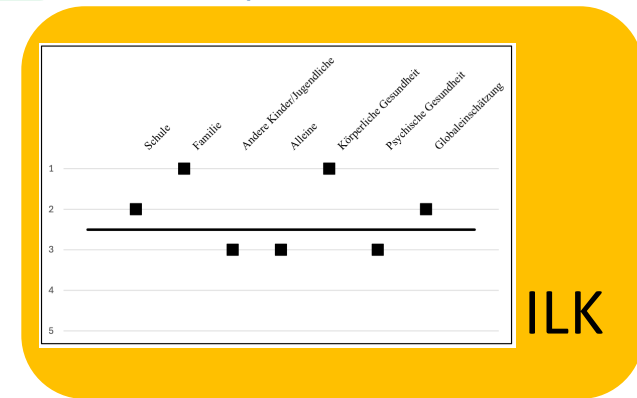 Schule
Familie
Andere Kinder/Jugendliche
Alleine
Körperliche Gesundheit
Psychische Gesundheit
Globaleinschätzung
1
2
3
4
5
ILK